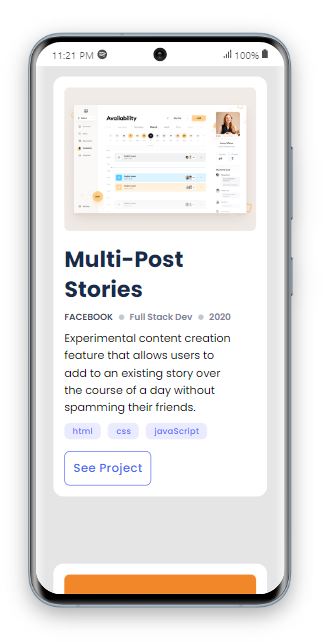 11:21 PM
100%
Availability
Multi-Post
Stories
FACEBOOK Full Stack Dev 2020
Experimental content creation
feature that allows users to
add to an existing story over
the course of a day without
spamming their friends.
html css javaScript
See Project